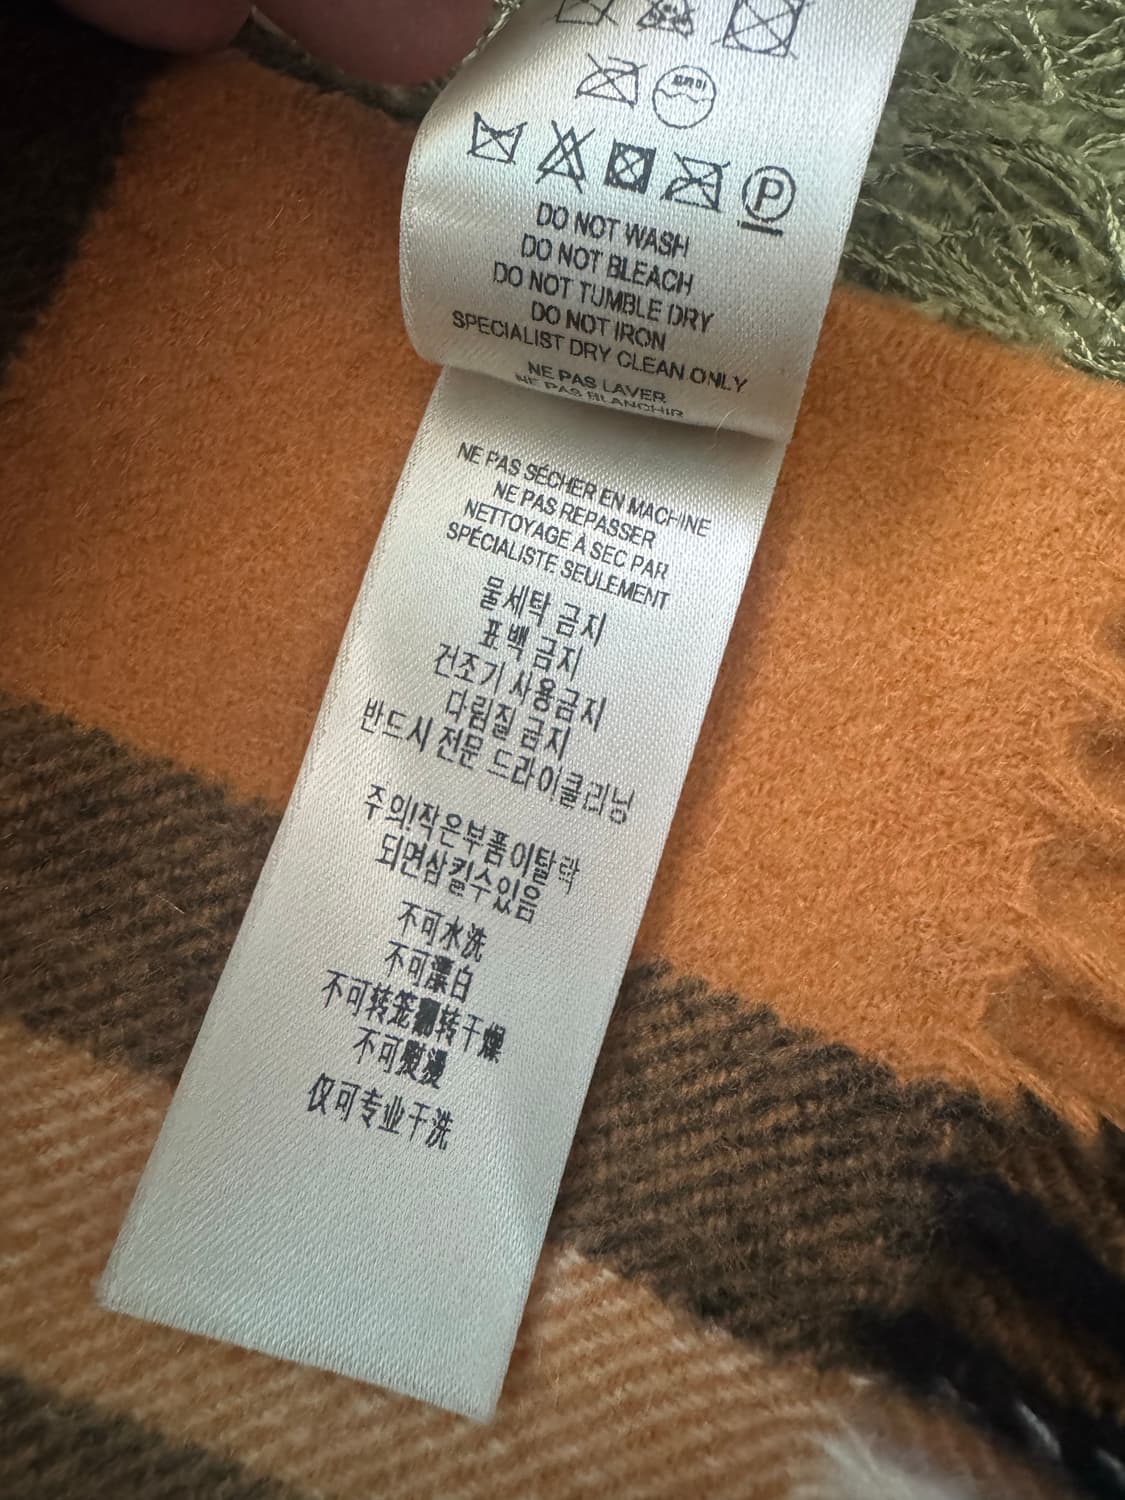 P
DO NOT WASH
DO NOT BLEACH
DO NOT TUMBLE DRY
DO NOT IRON
SPECIALIST DRY CLEAN ONLY
NE PAS LAVER
NE PAS BLANCHIR
NE PAS SÉCHER EN MACHINE
NE PAS REPASSER
NETTOYAGE À SEC PAR
SPÉCIALISTE SEULEMENT
물세탁 금지
표백 금지
건조기 사용금지
다림질 금지
반드시 전문 드라이클리닝
주의!작은부품이탈락
되면삼킬수있음
不可水洗
不可漂白
不可转笼翻转干燥
不可熨烫
仅可专业干洗